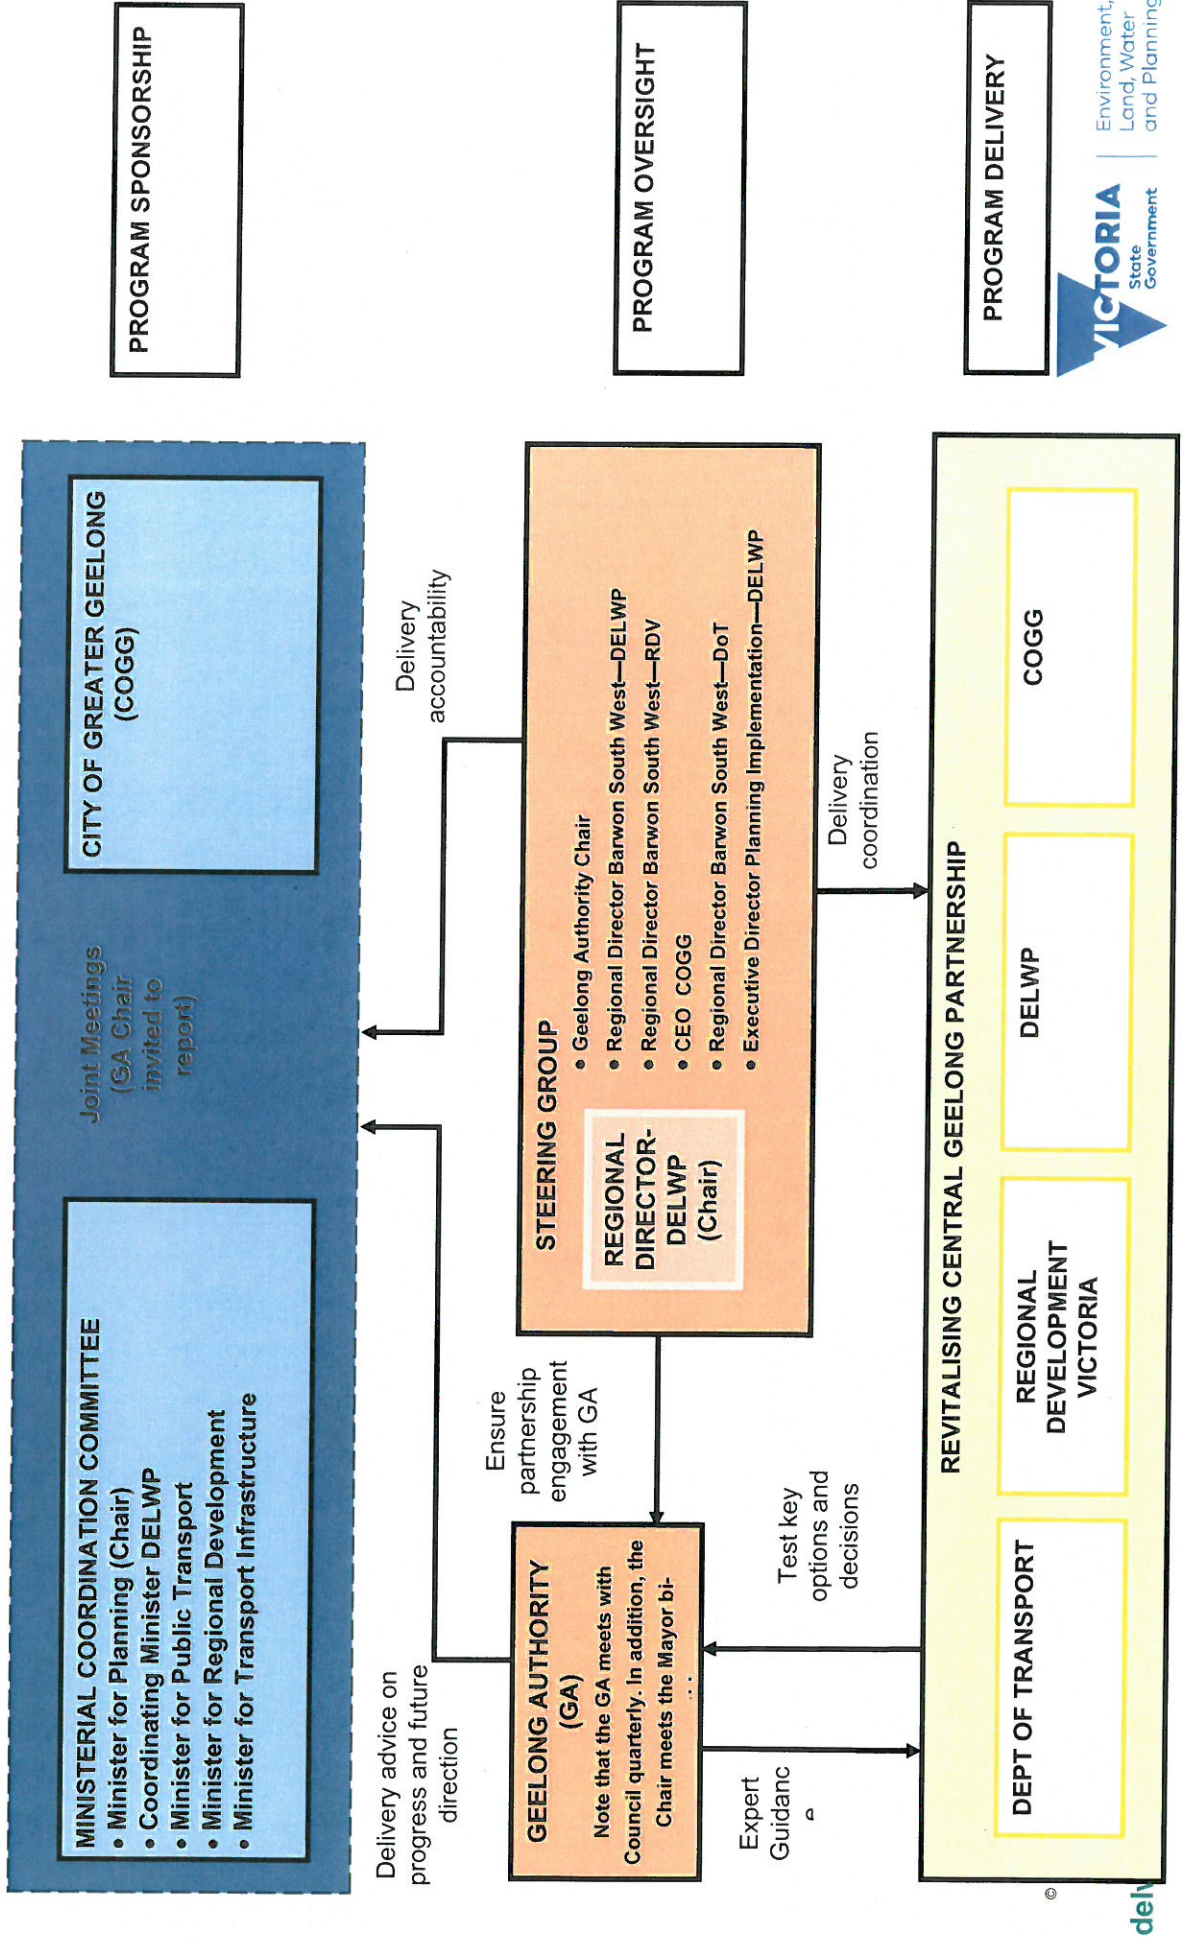 MINISTERIAL COORDINATION COMMITTEE
• Minister for Planning (Chair)
• Coordinating Minister DELWP
• Minister for Public Transport
• Minister for Regional Development
• Minister for Transport Infrastructure
Joint Meetings
(GA Chair
invited to
report)
CITY OF GREATER GEELONG
(COGG)
PROGRAM SPONSORSHIP
Delivery advice on
progress and future
direction
Delivery
accountability
GEELONG AUTHORITY
(GA)
Note that the GA meets with
Council quarterly. In addition, the
Chair meets the Mayor bi-
Ensure
partnership
engagement
with GA
STEERING GROUP
REGIONAL
DIRECTOR-
DELWP
(Chair)
• Geelong Authority Chair
• Regional Director Barwon South West—DELWP
• Regional Director Barwon South West—RDV
• CEO COGG
• Regional Director Barwon South West—DoT
• Executive Director Planning Implementation—DELWP
PROGRAM OVERSIGHT
Expert
Guidanc
Test key
options and
decisions
Delivery
coordination
REVITALISING CENTRAL GEELONG PARTNERSHIP
DEPT OF TRANSPORT
REGIONAL
DEVELOPMENT
VICTORIA
DELWP
COGG
PROGRAM DELIVERY
©
VICTORIA
State
Government
Environment,
Land, Water
and Planning